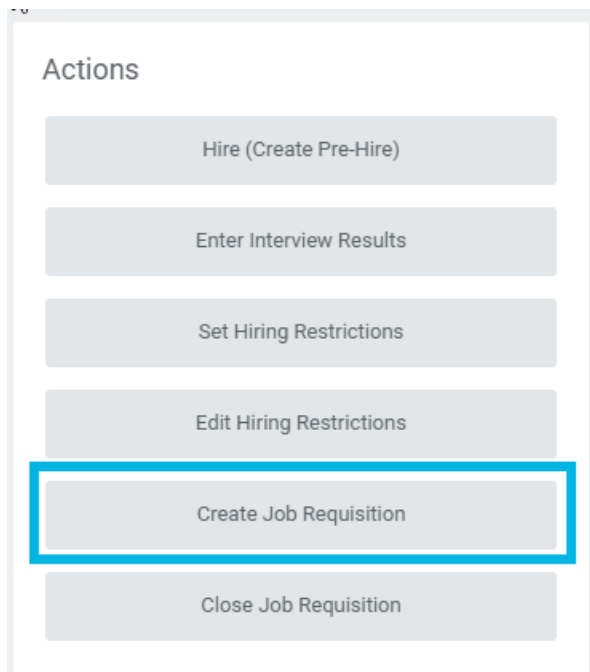 Actions
Hire (Create Pre-Hire)
Enter Interview Results
Set Hiring Restrictions
Edit Hiring Restrictions
Create Job Requisition
Close Job Requisition